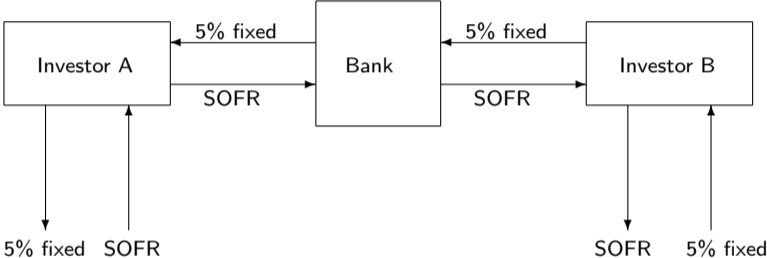 5% fixed
5% fixed
Investor A
Bank
Investor B
SOFR
SOFR
5% fixed
SOFR
SOFR
5% fixed